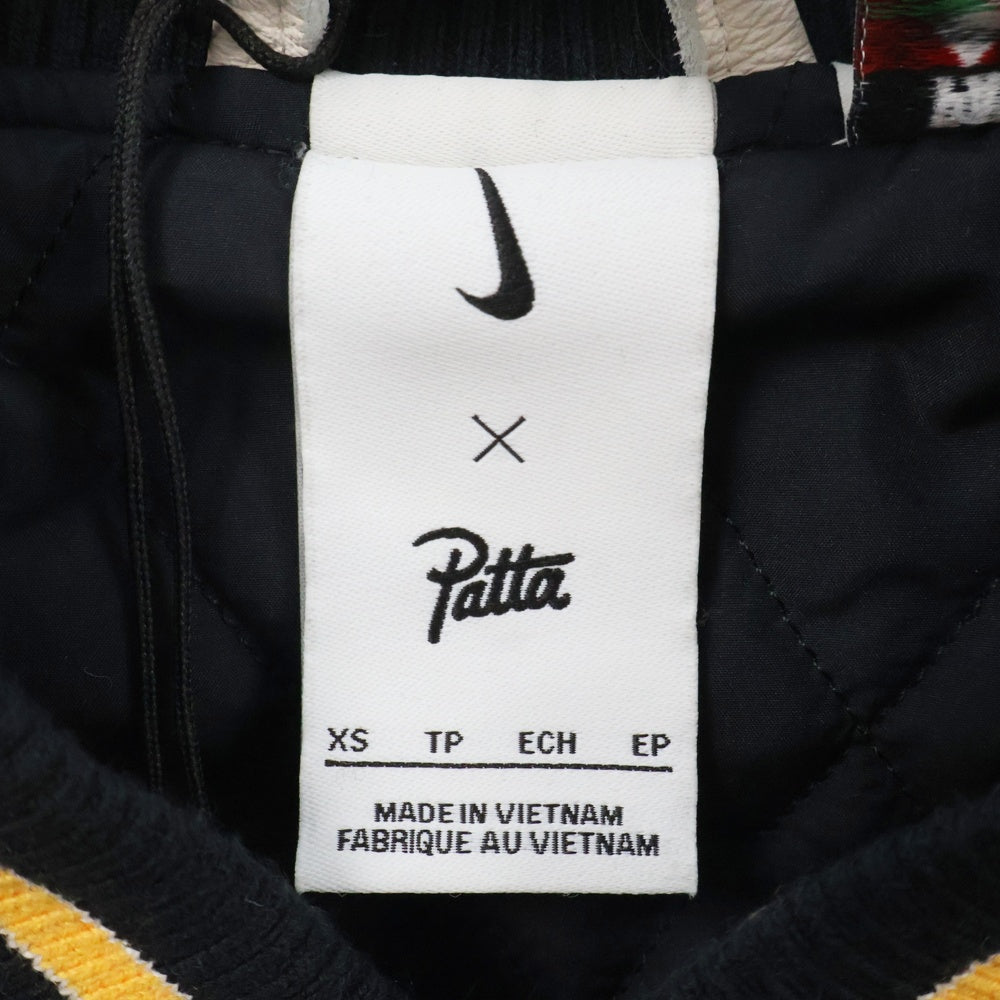 ×
Patta
XS TP ECH EP
MADE IN VIETNAM
FABRIQUE AU VIETNAM